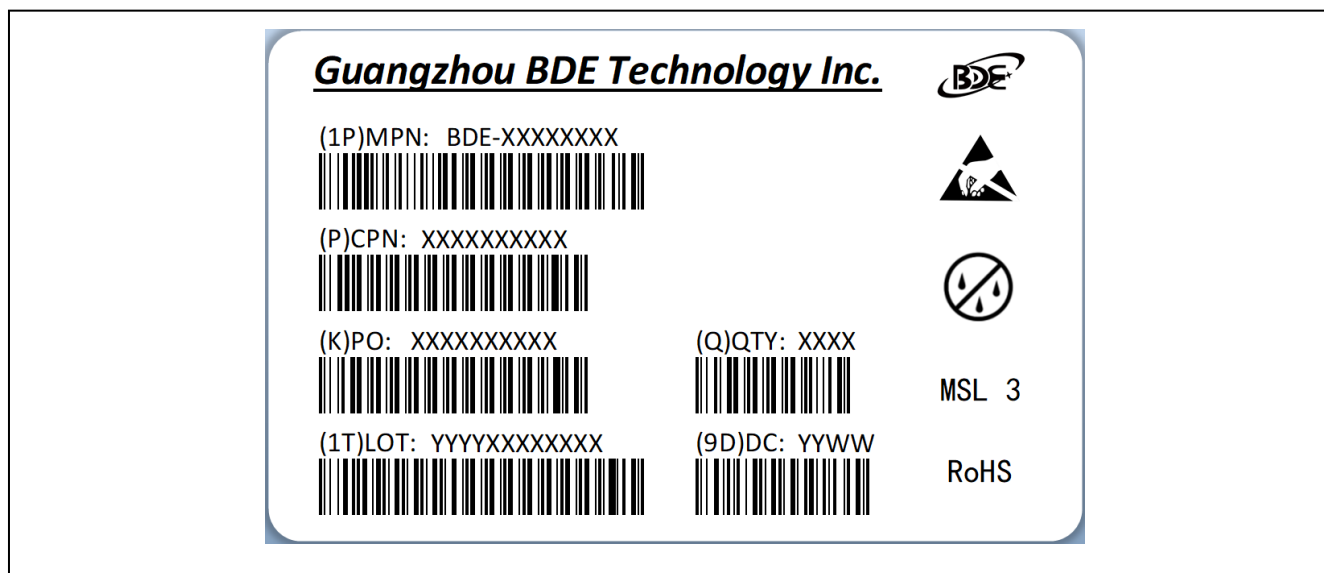 Guangzhou BDE Technology Inc.
BDE
(1P)MPN: BDE-XXXXXXXX
(P)CPN: XXXXXXXXXX
(K)PO: XXXXXXXXXX
(Q)QTY: XXXX
MSL 3
(1T)LOT: YYYYXXXXXXXX
(9D)DC: YYWW
RoHS